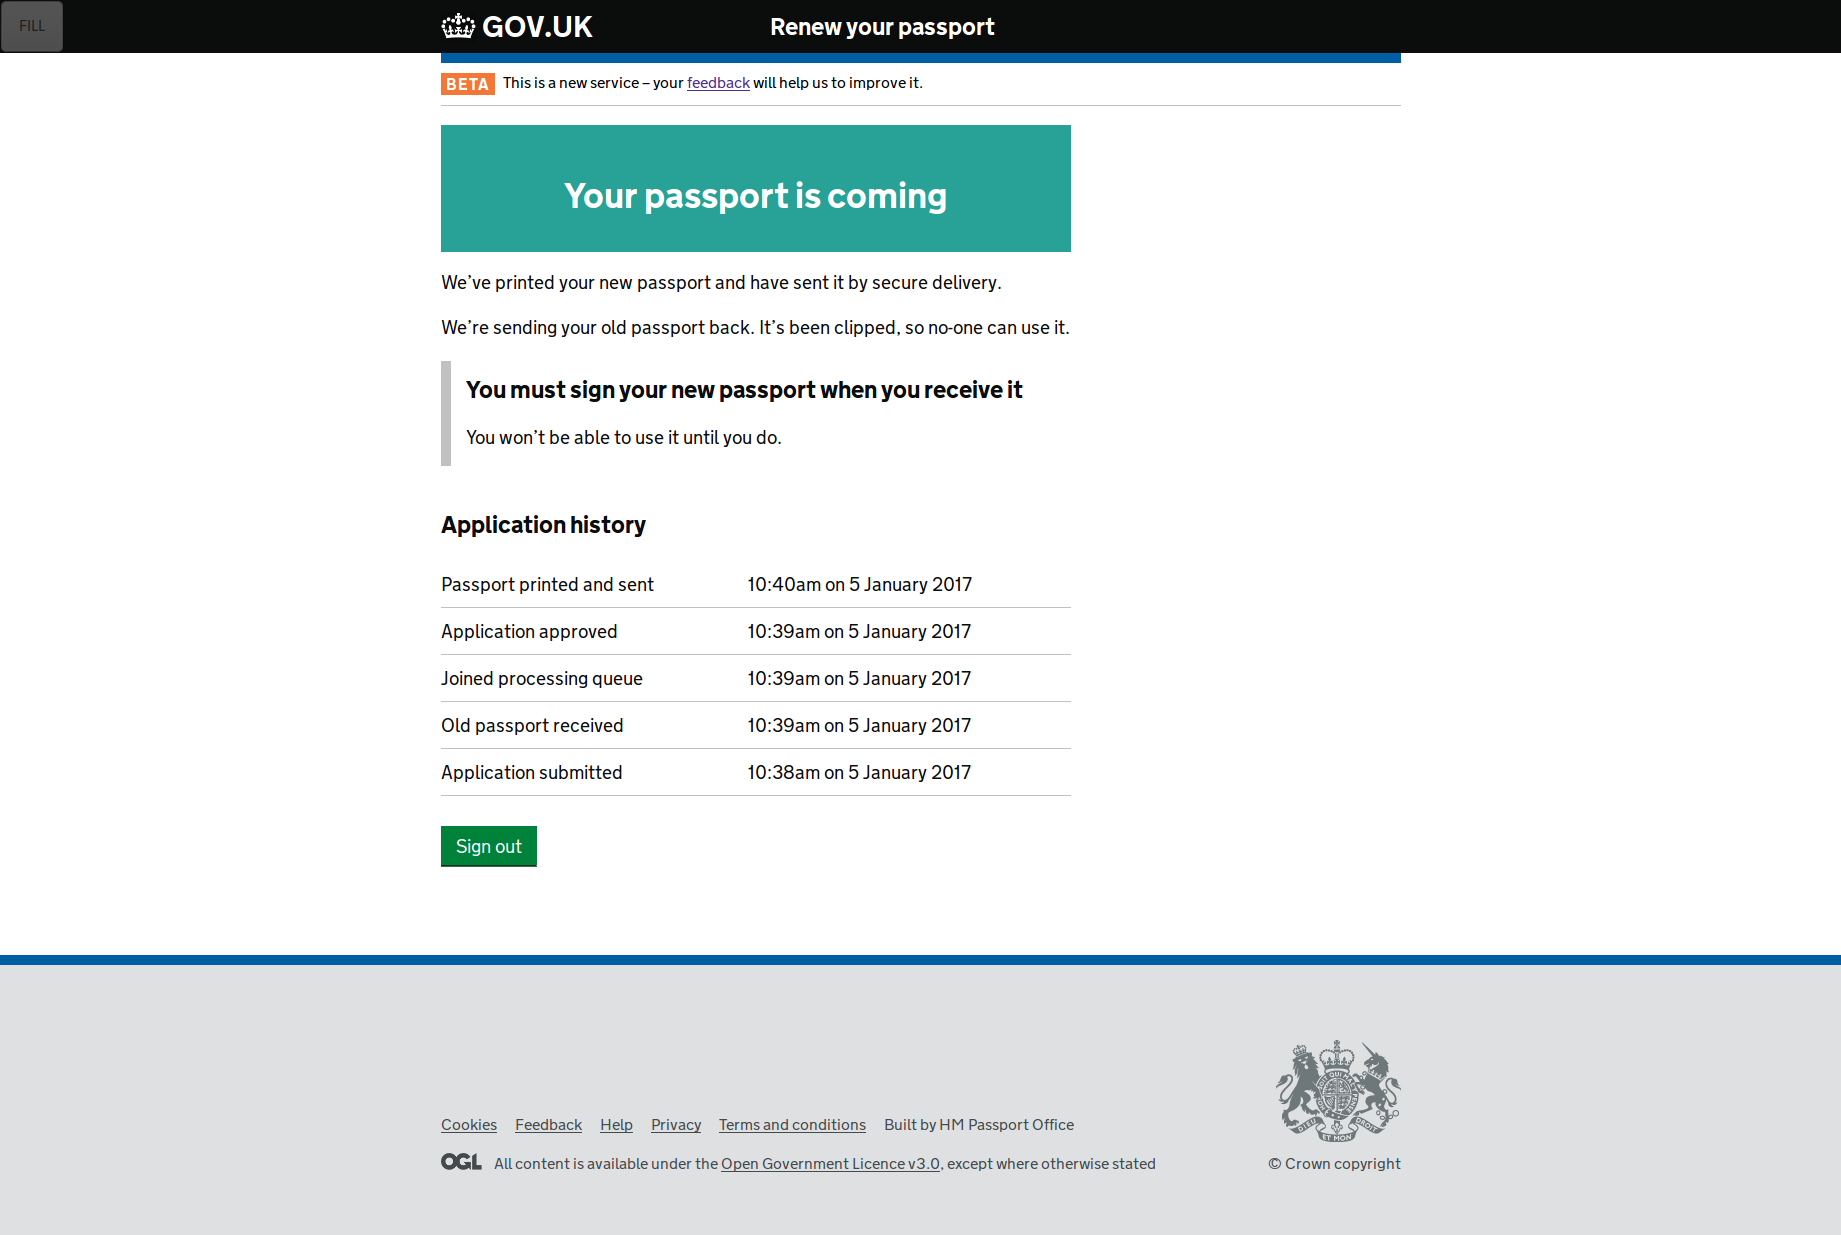 FILL
GOV.UK
Renew your passport
BETA This is a new service – your feedback will help us to improve it.
Your passport is coming
We’ve printed your new passport and have sent it by secure delivery.
We’re sending your old passport back. It’s been clipped, so no-one can use it.
You must sign your new passport when you receive it
You won’t be able to use it until you do.
Application history
Passport printed and sent 10:40am on 5 January 2017
Application approved 10:39am on 5 January 2017
Joined processing queue 10:39am on 5 January 2017
Old passport received 10:39am on 5 January 2017
Application submitted 10:38am on 5 January 2017
Sign out
Cookies Feedback Help Privacy Terms and conditions Built by HM Passport Office
OGL All content is available under the Open Government Licence v3.0, except where otherwise stated
DIEU ET MON DROIT
© Crown copyright